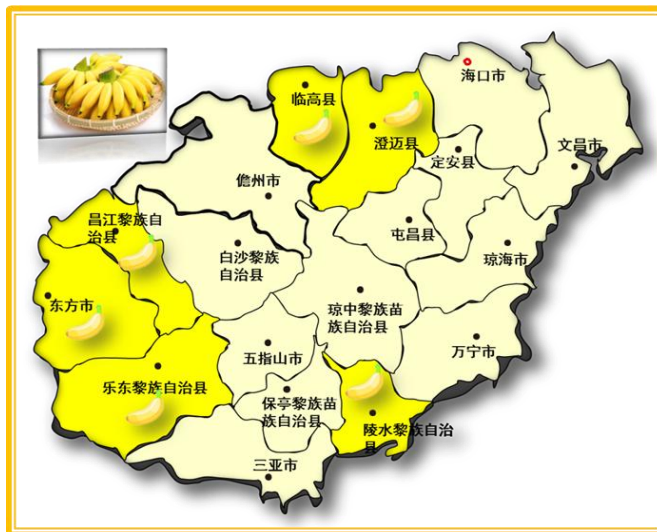 海口市
临高县
澄迈县
文昌市
定安县
儋州市
昌江黎族自
治县
屯昌县
白沙黎族
自治县
琼海市
东方市
琼中黎族苗
族自治县
五指山市
万宁市
乐东黎族自治县
保亭黎族苗
族自治县
陵水黎族自治
县
三亚市